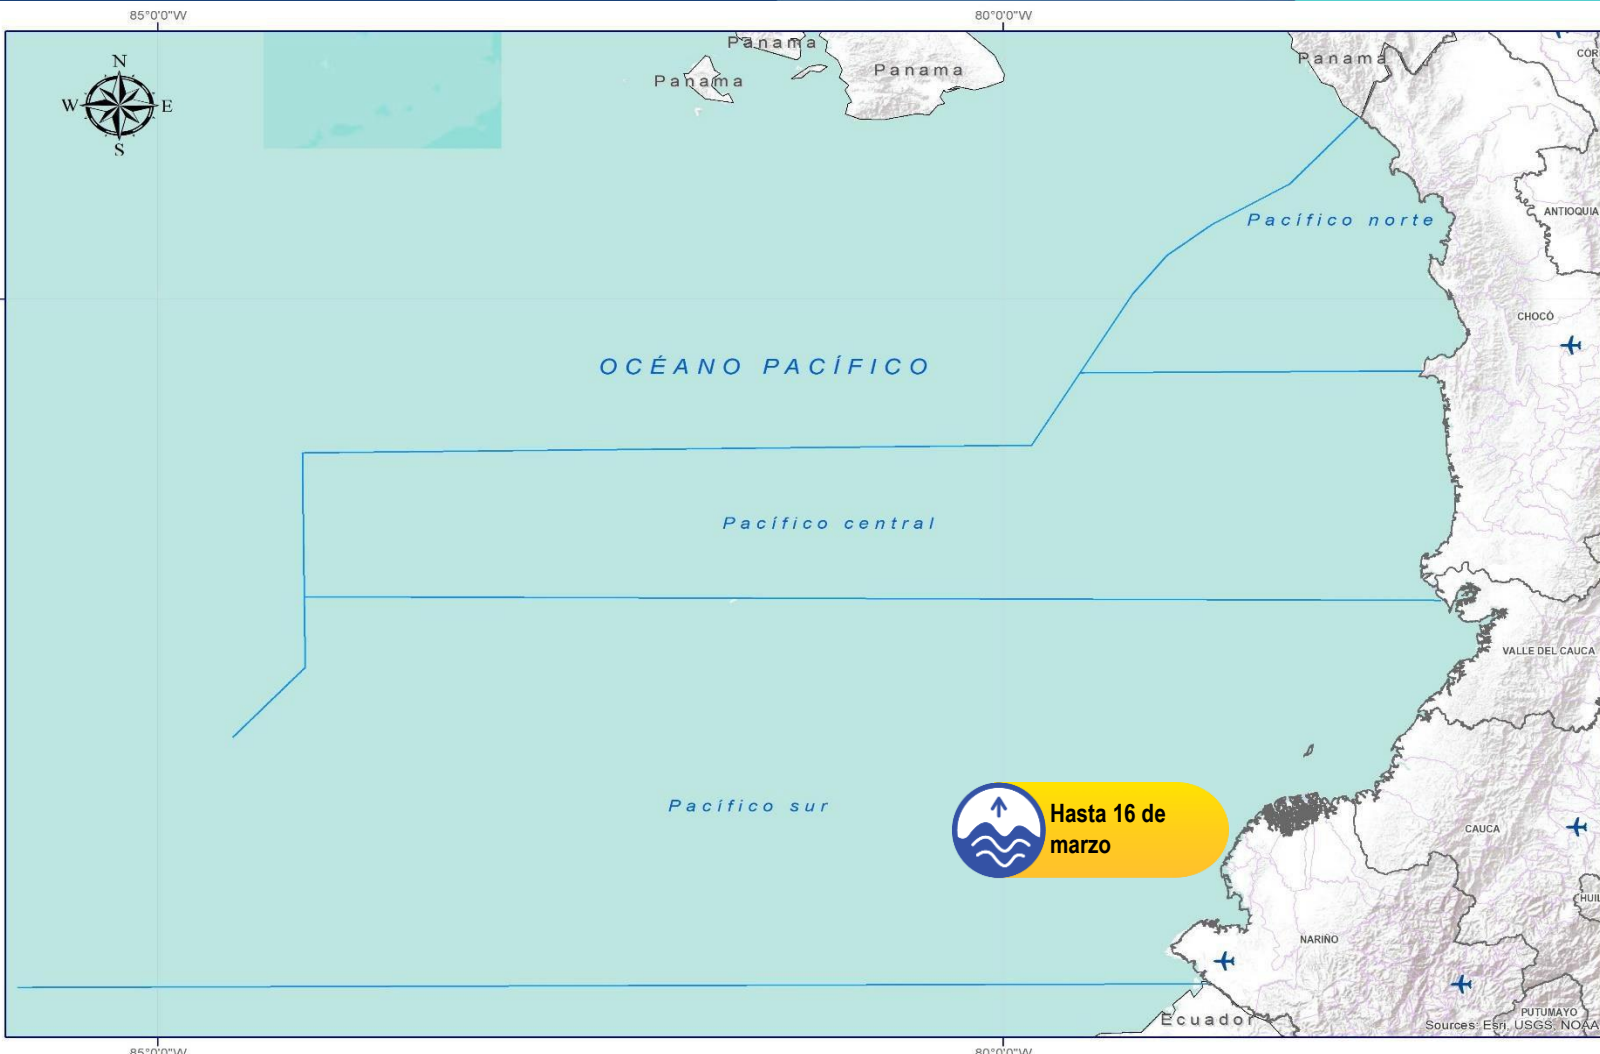 85°0'0"W
80°0'0"W
Panama
Panama
Panama
Panama
COR
N
W
E
S
ANTIOQUIA
Pacífico norte
CHOCÓ
OCÉANO PACÍFICO
Pacífico central
VALLE DEL CAUCA
Pacífico sur
Hasta 16 de
marzo
CAUCA
HUIL
NARIÑO
PUTUMAYO
Ecuador
Sources: Esri, USGS, NOAA
85°0'0"W
80°0'0"W